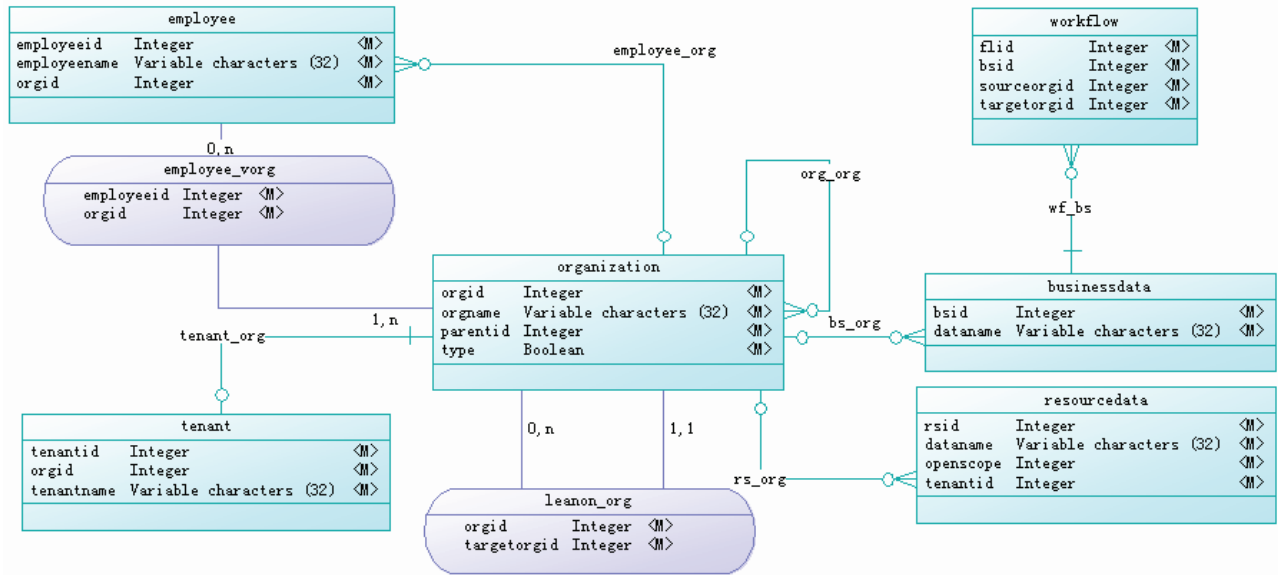 employee
employeeid Integer <M>
employeename Variable characters (32) <M>
orgid Integer <M>
employee_org
workflow
flid Integer <M>
bsid Integer <M>
sourceorgid Integer <M>
targetorgid Integer <M>
0,n
employee_vorg
employeeid Integer <M>
orgid Integer <M>
org_org
wf_bs
organization
orgid Integer <M>
orgname Variable characters (32) <M>
parentid Integer <M>
type Boolean <M>
1,n
tenant_org
bs_org
businessdata
bsid Integer <M>
dataname Variable characters (32) <M>
tenant
tenantid Integer <M>
orgid Integer <M>
tenantname Variable characters (32) <M>
0,n
1,1
rs_org
resourcedata
rsid Integer <M>
dataname Variable characters (32) <M>
openscope Integer <M>
tenantid Integer <M>
leanon_org
orgid Integer <M>
targetorgid Integer <M>